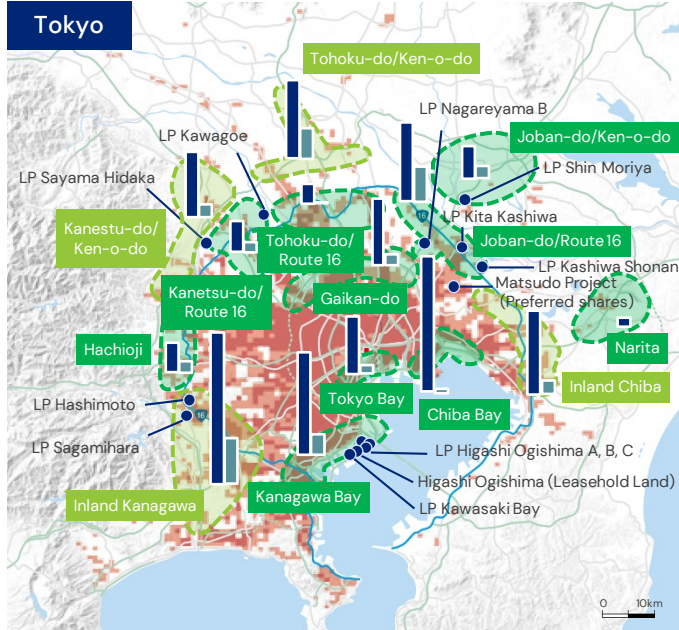 Tokyo
Tohoku-do/Ken-o-do
LP Kawagoe
LP Nagareyama B
Joban-do/Ken-o-do
LP Sayama Hidaka
LP Shin Moriya
Kanestu-do/
Ken-o-do
16
LP Kita Kashiwa
Tohoku-do/
Route 16
Joban-do/Route 16
LP Kashiwa Shonan
Kanetsu-do/
Route 16
Gaikan-do
Matsudo Project
(Preferred shares)
Hachioji
Narita
Inland Chiba
Tokyo Bay
Chiba Bay
LP Hashimoto
16
LP Sagamihara
LP Higashi Ogishima A, B, C
Higashi Ogishima (Leasehold Land)
Kanagawa Bay
Inland Kanagawa
LP Kawasaki Bay
0 10km